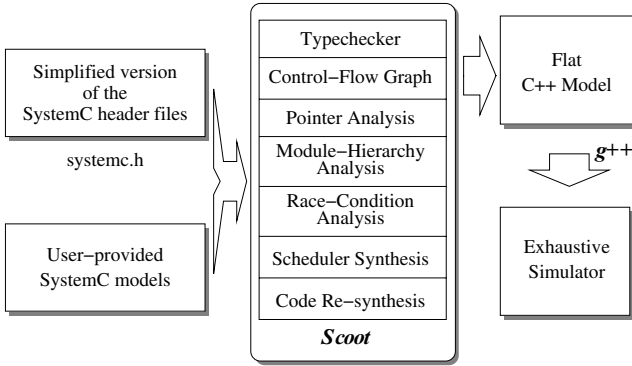 Simplified version
of the
SystemC header files
systemc.h
User−provided
SystemC models
Typechecker
Control−Flow Graph
Pointer Analysis
Module−Hierarchy
Analysis
Race−Condition
Analysis
Scheduler Synthesis
Code Re−synthesis
Scoot
Flat
C++ Model
g++
Exhaustive
Simulator